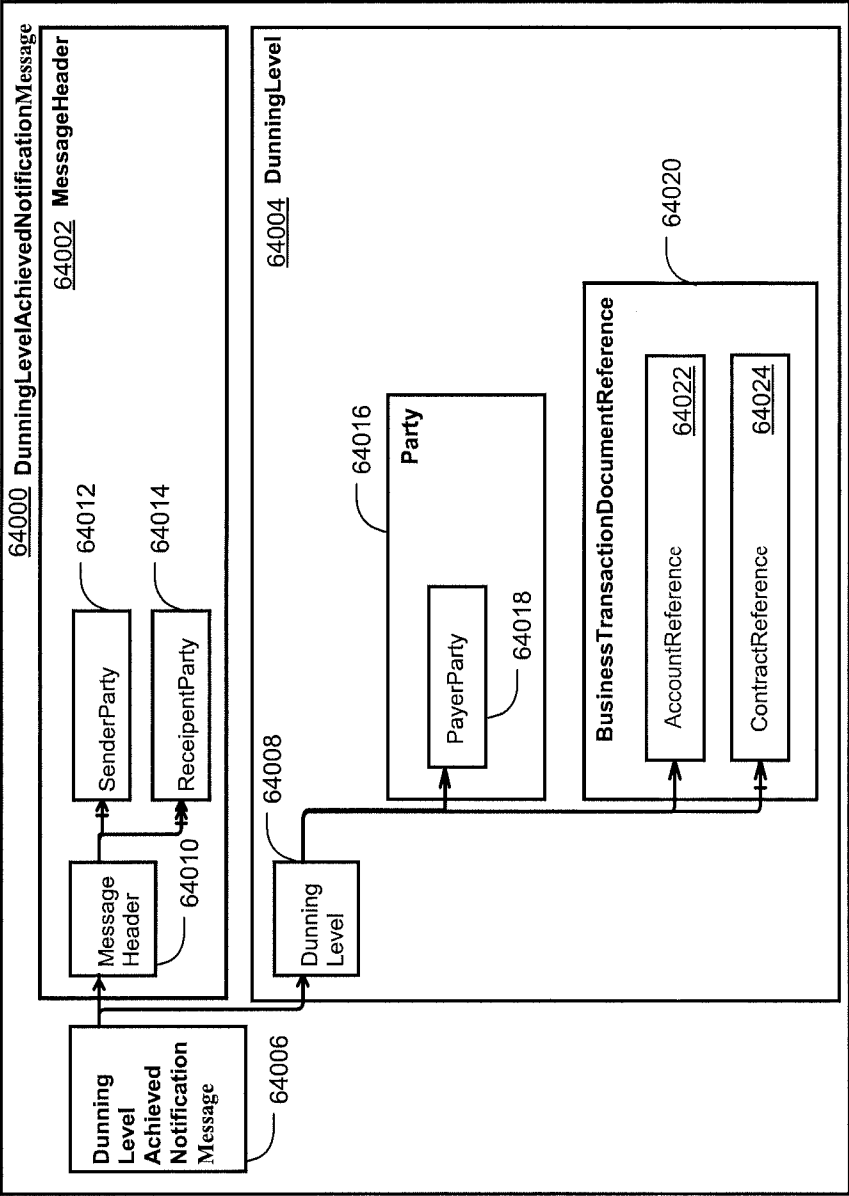 64000 DunningLevelAchievedNotificationMessage
64002 MessageHeader
Dunning
Level
Achieved
Notification
Message
64006
Message
Header
64010
SenderParty
64012
ReceipentParty
64014
64004 DunningLevel
Dunning
Level
64008
64016
Party
PayerParty
64018
BusinessTransactionDocumentReference
64020
AccountReference
64022
ContractReference
64024